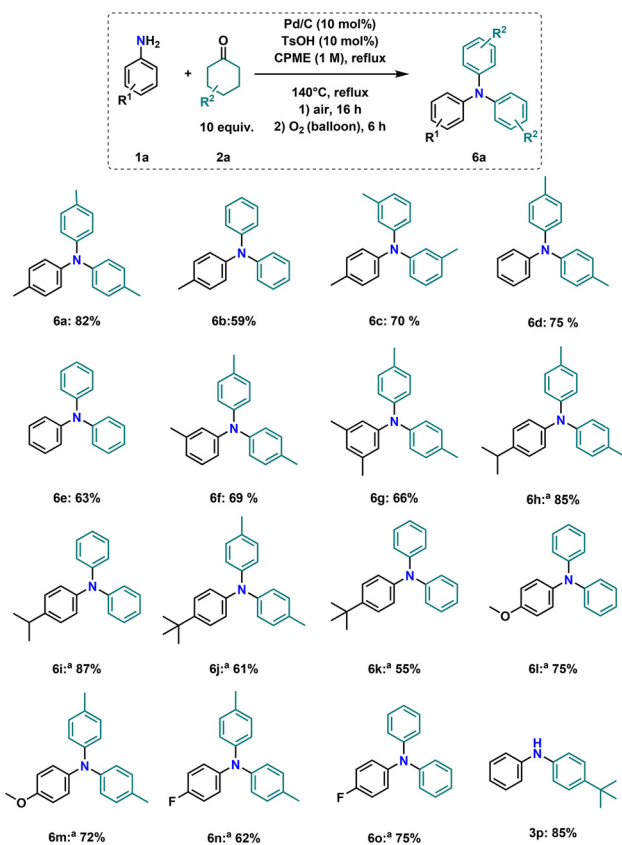 Pd/C (10 mol%)
TsOH (10 mol%)
CPME (1 M), reflux
140°C, reflux
1) air, 16 h
2) O2 (balloon), 6 h
NH2
R1
1a
+
O
R2
10 equiv.
2a
R2
N
R1
R2
6a
N
6a: 82%
N
6b:59%
N
6c: 70 %
N
6d: 75 %
N
6e: 63%
N
6f: 69 %
N
6g: 66%
N
6h:a 85%
N
6i:a 87%
N
6j:a 61%
N
6k:a 55%
N
O
6l:a 75%
N
O
6m:a 72%
N
F
6n:a 62%
N
F
6o:a 75%
H
N
3p: 85%